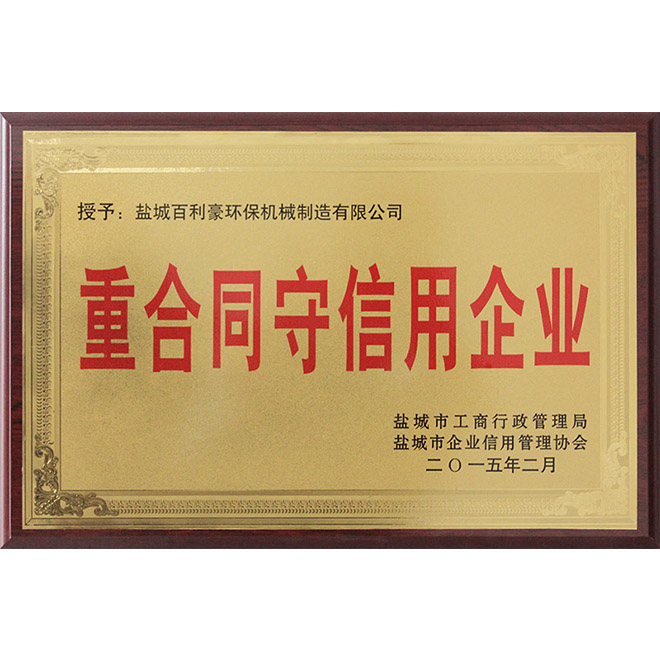 授予：盐城百利豪环保机械制造有限公司
重合同守信用企业
盐城市工商行政管理局
盐城市企业信用管理协会
二〇一五年二月